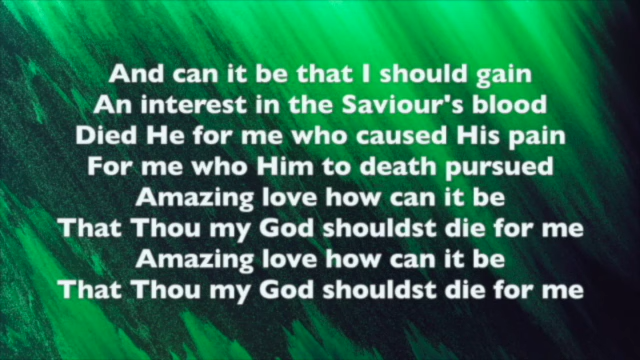 And can it be that I should gain
An interest in the Saviour's blood
Died He for me who caused His pain
For me who Him to death pursued
Amazing love how can it be
That Thou my God shouldst die for me
Amazing love how can it be
That Thou my God shouldst die for me